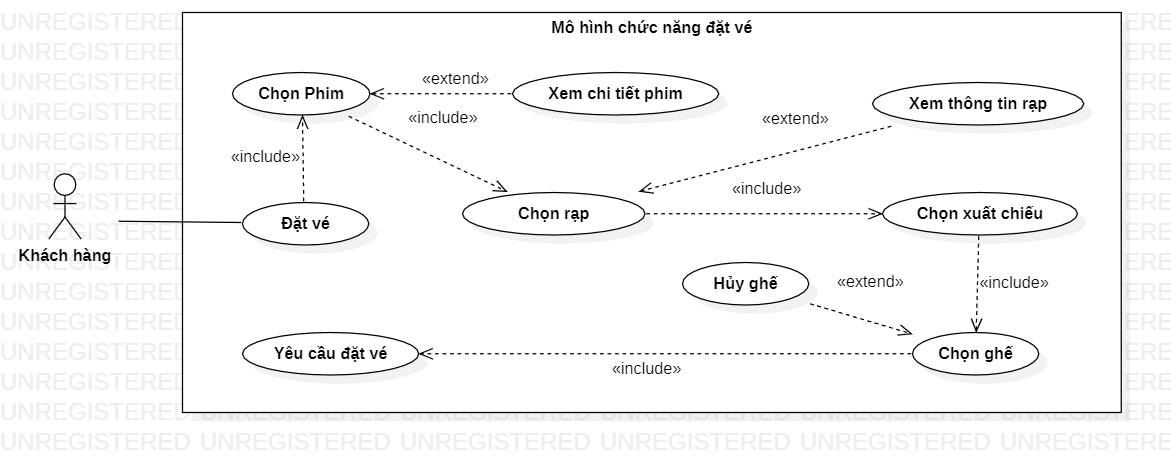 Mô hình chức năng đặt vé
«extend»
Chọn Phim
Xem chi tiết phim
Xem thông tin rạp
«include»
«extend»
«include»
«include»
Chọn rạp
Chọn xuất chiếu
Đặt vé
Khách hàng
Hủy ghế
«extend»
«include»
Yêu cầu đặt vé
Chọn ghế
«include»
UNREGISTERED UNREGISTERED UNREGISTERED UNREGISTERED UNREGISTERED UNREGISTERED